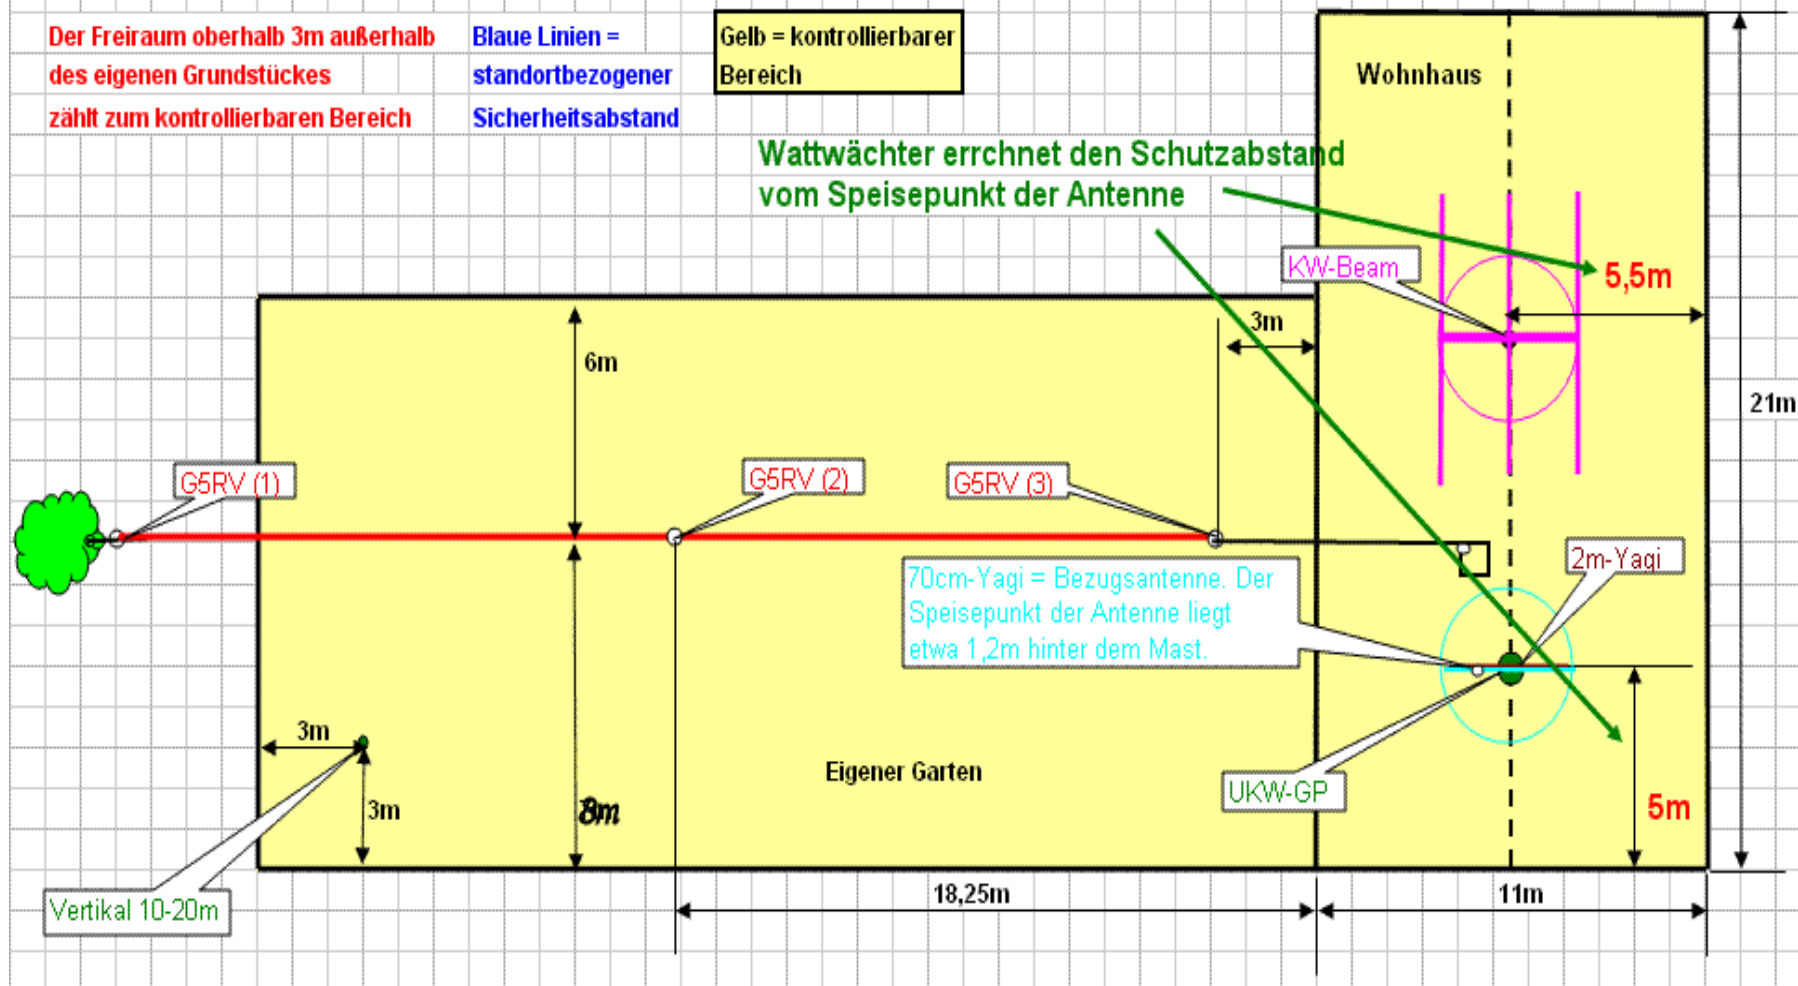 Der Freiraum oberhalb 3m außerhalb
des eigenen Grundstückes
zählt zum kontrollierbaren Bereich
Blaue Linien =
standortbezogener
Sicherheitsabstand
Gelb = kontrollierbarer
Bereich
Wohnhaus
Wattwächter errchnet den Schutzabstand
vom Speisepunkt der Antenne
KW-Beam
5,5m
3m
6m
21m
G5RV (1)
G5RV (2)
G5RV (3)
2m-Yagi
70cm-Yagi = Bezugsantenne. Der
Speisepunkt der Antenne liegt
etwa 1,2m hinter dem Mast.
3m
Eigener Garten
UKW-GP
3m
8m
5m
Vertikal 10-20m
18,25m
11m